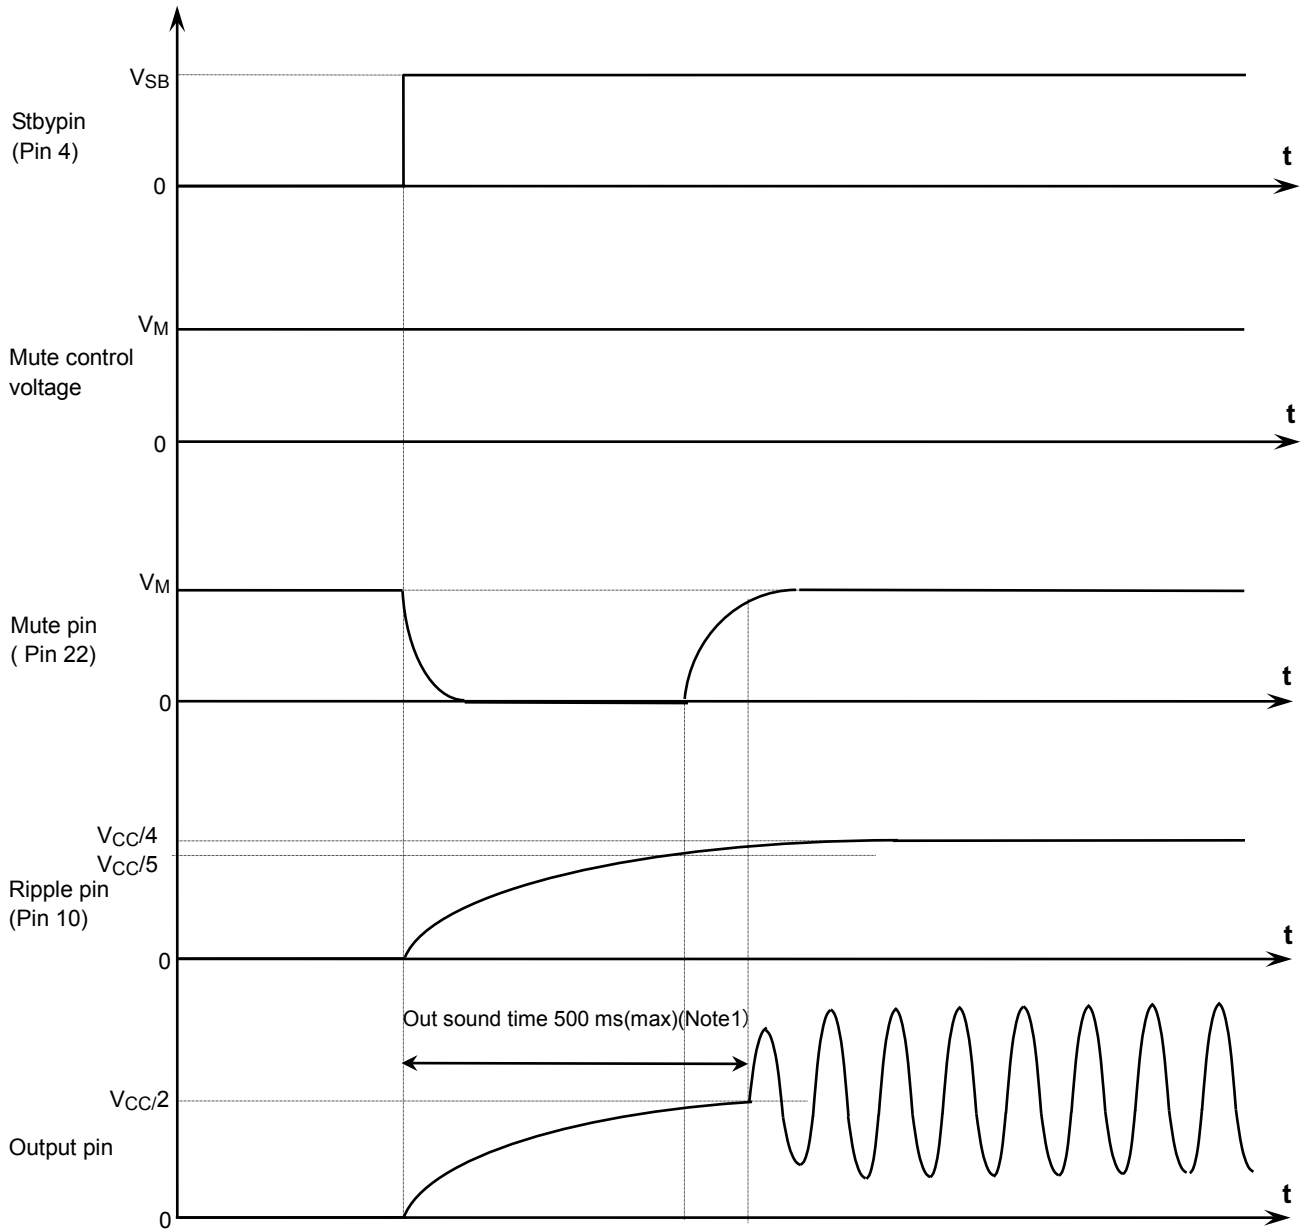 VSB
Stbypin
(Pin 4)
t
0
VM
Mute control
voltage
t
0
VM
Mute pin
( Pin 22)
t
0
VCC/4
VCC/5
Ripple pin
(Pin 10)
t
0
Out sound time 500 ms(max)(Note1)
VCC/2
Output pin
t
0